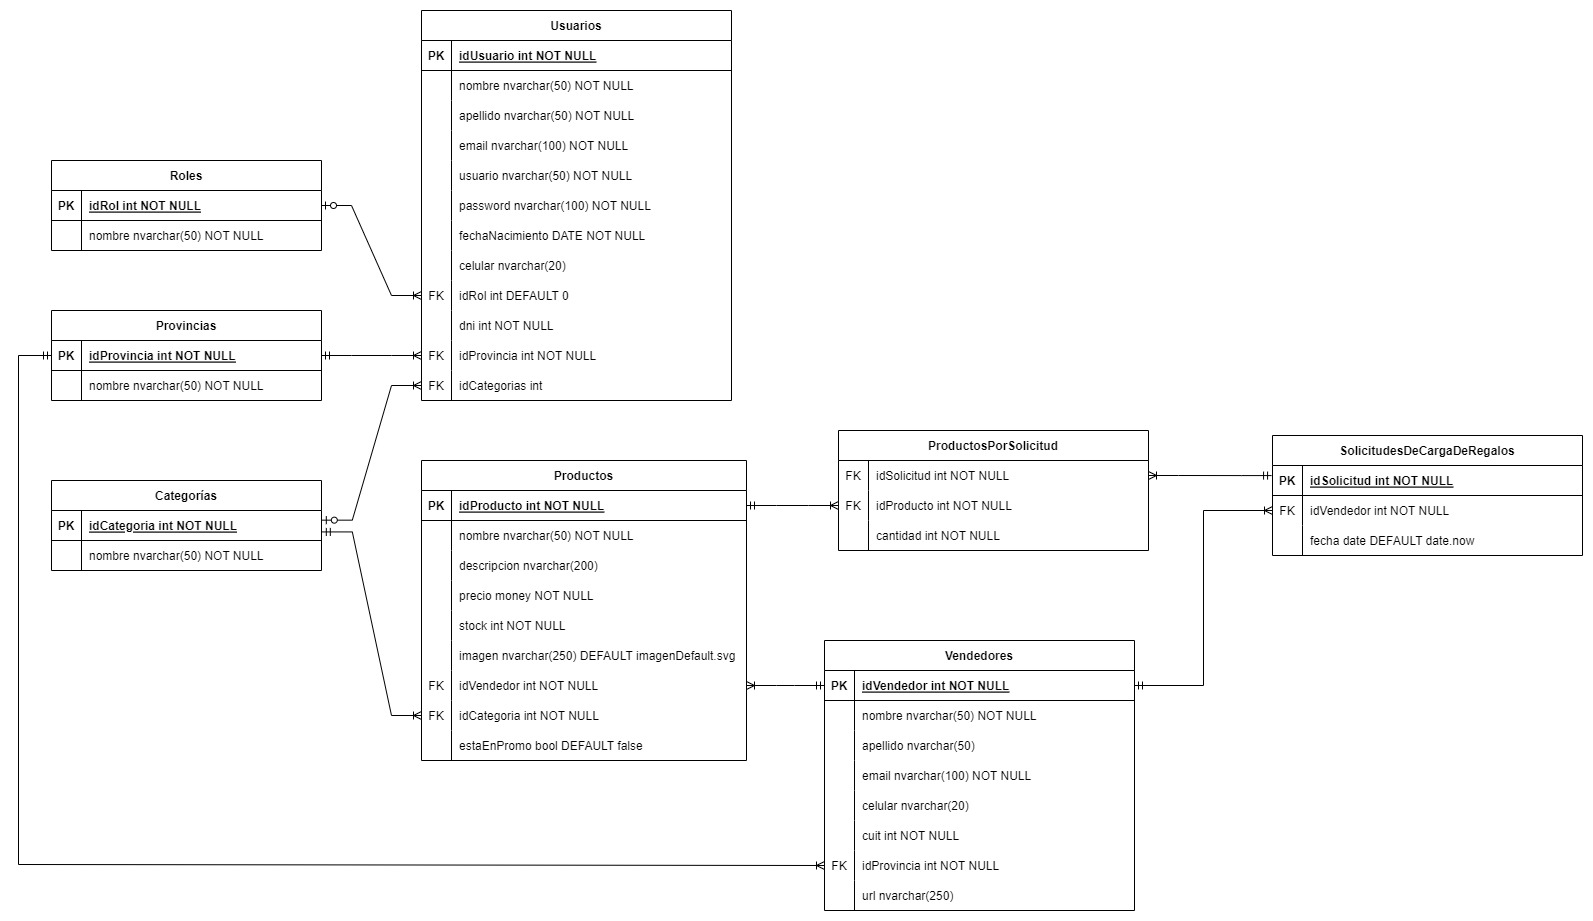 Usuarios
PK idUsuario int NOT NULL
nombre nvarchar(50) NOT NULL
apellido nvarchar(50) NOT NULL
email nvarchar(100) NOT NULL
usuario nvarchar(50) NOT NULL
password nvarchar(100) NOT NULL
fechaNacimiento DATE NOT NULL
celular nvarchar(20)
FK idRol int DEFAULT 0
dni int NOT NULL
FK idProvincia int NOT NULL
FK idCategorias int
Roles
PK idRol int NOT NULL
nombre nvarchar(50) NOT NULL
Provincias
PK idProvincia int NOT NULL
nombre nvarchar(50) NOT NULL
Categorías
PK idCategoria int NOT NULL
nombre nvarchar(50) NOT NULL
Productos
PK idProducto int NOT NULL
nombre nvarchar(50) NOT NULL
descripcion nvarchar(200)
precio money NOT NULL
stock int NOT NULL
imagen nvarchar(250) DEFAULT imagenDefault.svg
FK idVendedor int NOT NULL
FK idCategoria int NOT NULL
estaEnPromo bool DEFAULT false
ProductosPorSolicitud
FK idSolicitud int NOT NULL
FK idProducto int NOT NULL
cantidad int NOT NULL
SolicitudesDeCargaDeRegalos
PK idSolicitud int NOT NULL
FK idVendedor int NOT NULL
fecha date DEFAULT date.now
Vendedores
PK idVendedor int NOT NULL
nombre nvarchar(50) NOT NULL
apellido nvarchar(50)
email nvarchar(100) NOT NULL
celular nvarchar(20)
cuit int NOT NULL
FK idProvincia int NOT NULL
url nvarchar(250)